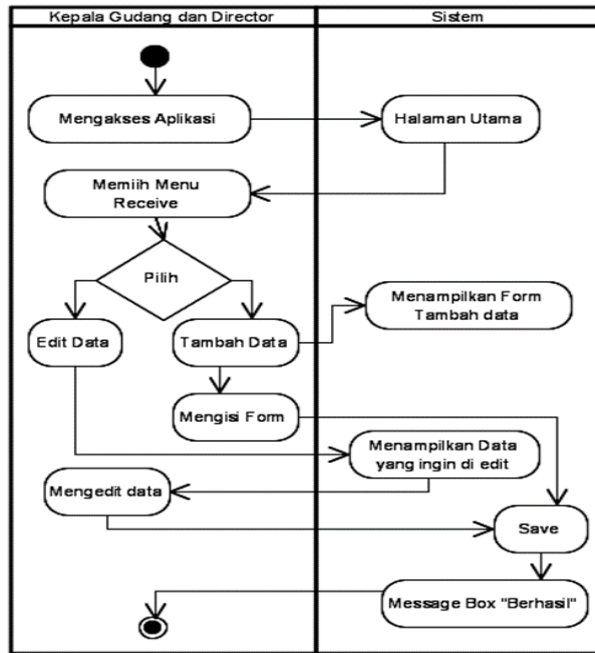 Kepala Gudang dan Director
Sistem
Mengakses Aplikasi
Halaman Utama
Memiih Menu
Receive
Pilih
Menampilkan Form
Tambah data
Edit Data
Tambah Data
Mengisi Form
Menampilkan Data
yang ingin di edit
Mengedit data
Save
Message Box "Berhasil"